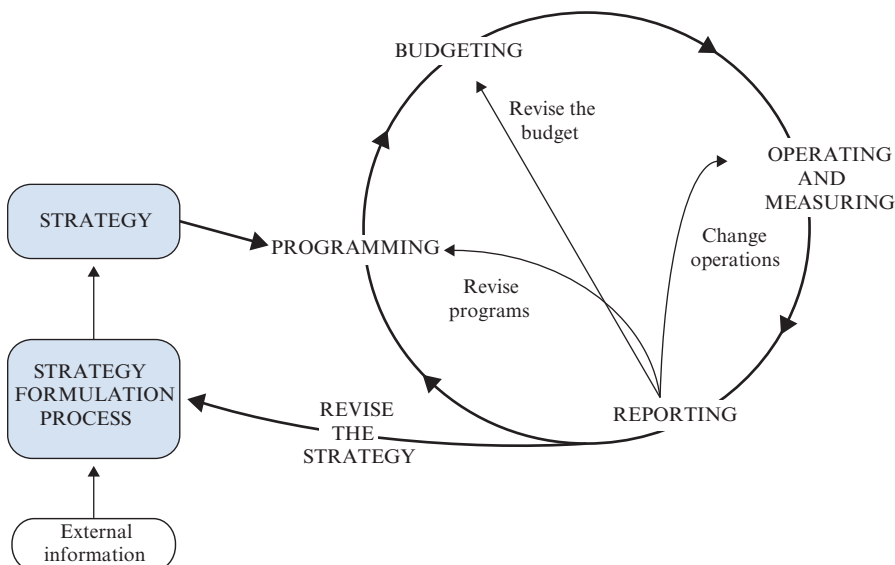 BUDGETING
Revise the
budget
OPERATING
AND
MEASURING
STRATEGY
PROGRAMMING
Change
operations
Revise
programs
STRATEGY
FORMULATION
PROCESS
REVISE
THE
STRATEGY
REPORTING
External
information